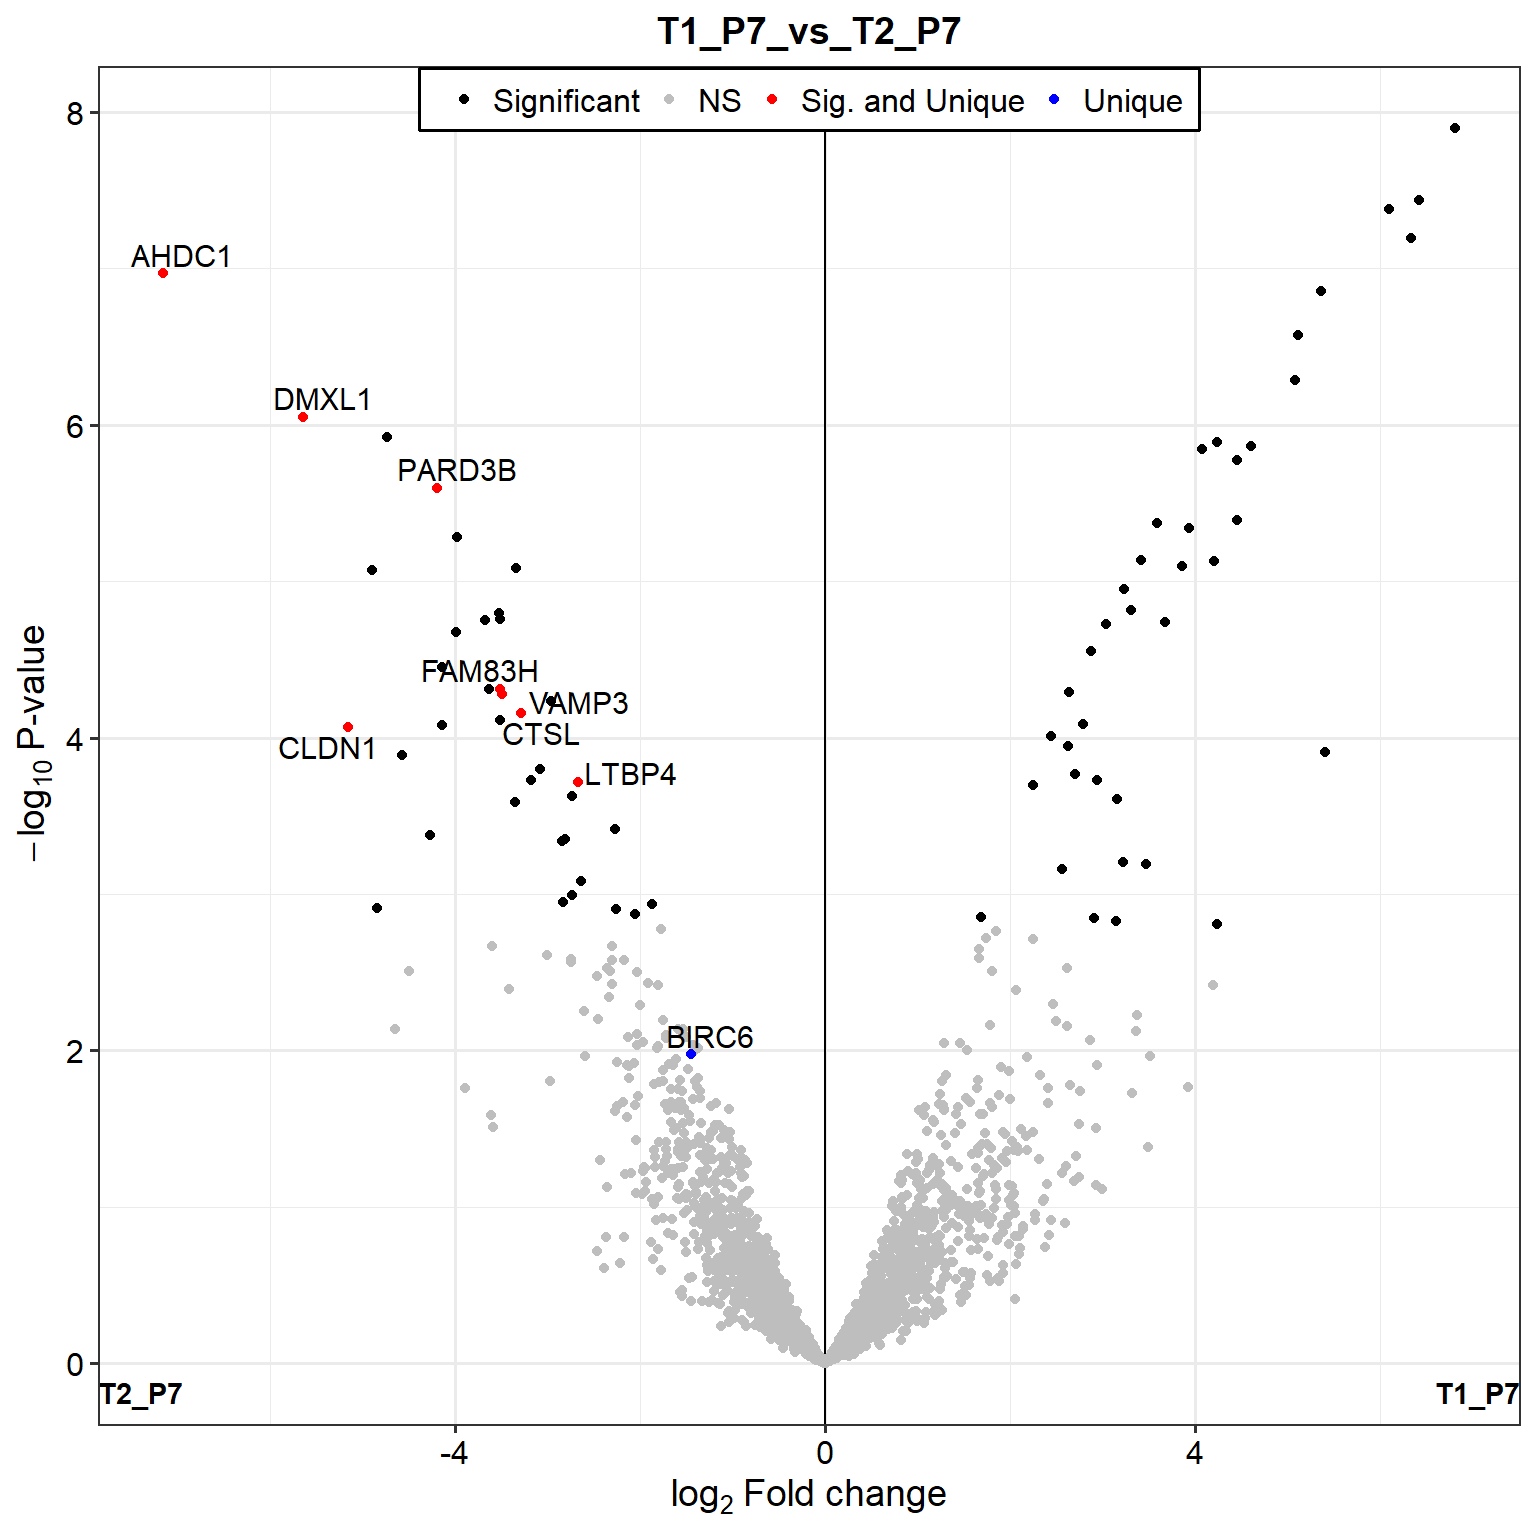 T1_P7_vs_T2_P7
Significant NS Sig. and Unique Unique
8
AHDC1
DMXL1
6
PARD3B
FAM83H
VAMP3
CTSL
4
CLDN1
LTBP4
BIRC6
2
0
T2_P7 T1_P7
-4 0 4
log2 Fold change
−log10 P-value